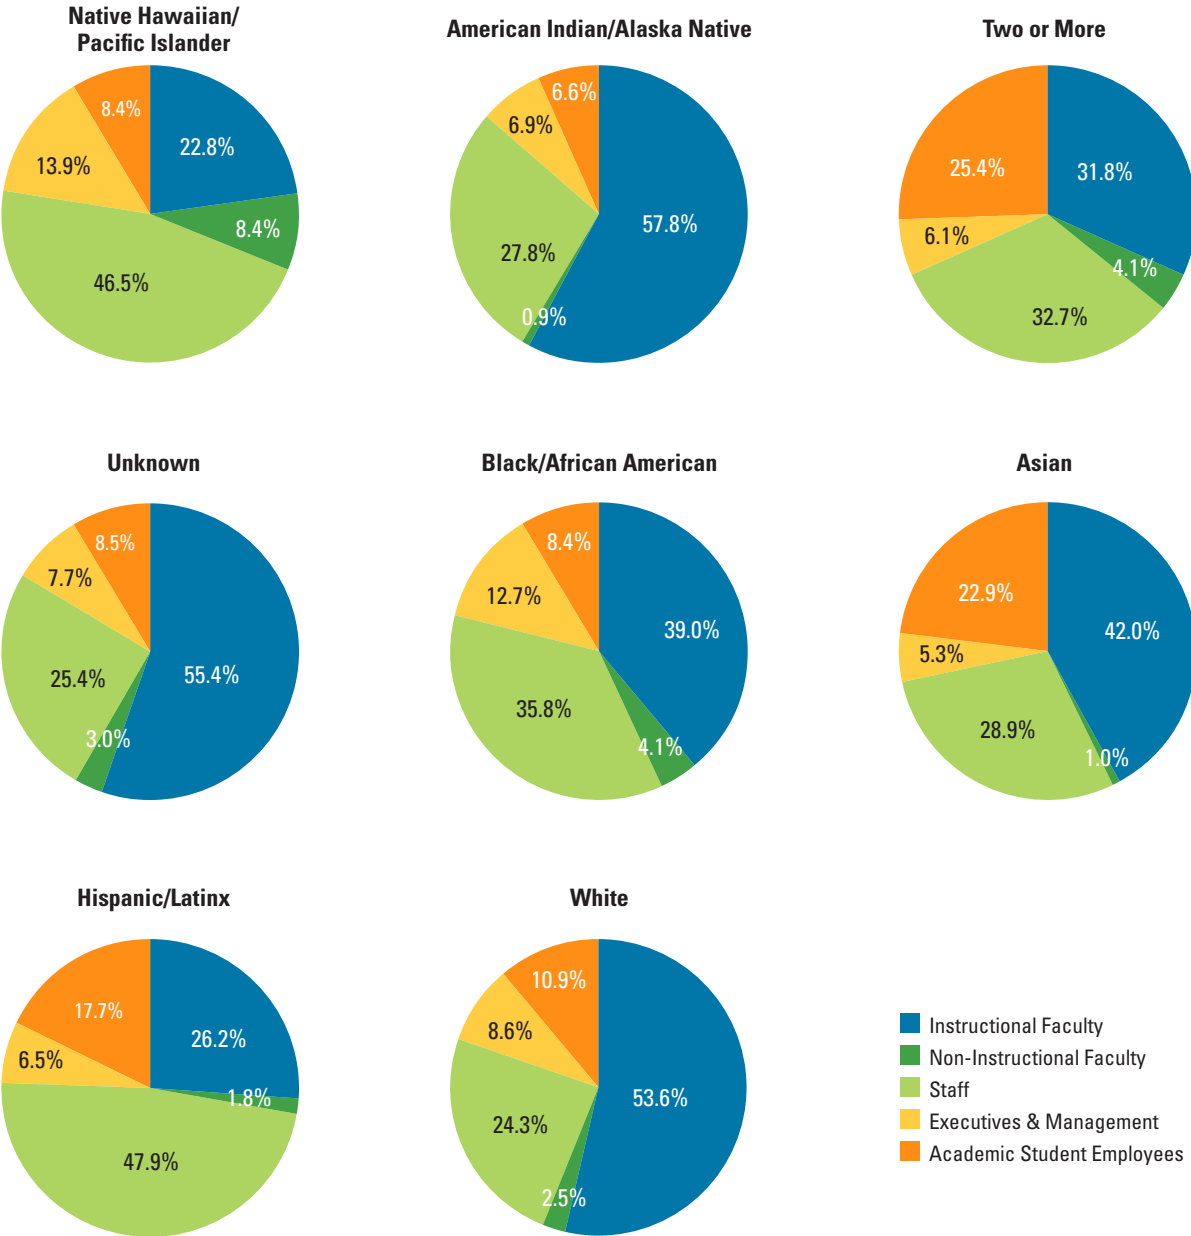 Native Hawaiian/
Pacific Islander
8.4%
22.8%
13.9%
8.4%
46.5%
American Indian/Alaska Native
6.6%
6.9%
57.8%
27.8%
0.9%
Two or More
25.4%
31.8%
6.1%
4.1%
32.7%
Unknown
8.5%
7.7%
55.4%
25.4%
3.0%
Black/African American
8.4%
12.7%
39.0%
35.8%
4.1%
Asian
22.9%
42.0%
5.3%
28.9%
1.0%
Hispanic/Latinx
17.7%
26.2%
6.5%
1.8%
47.9%
White
10.9%
8.6%
53.6%
24.3%
2.5%
Instructional Faculty
Non-Instructional Faculty
Staff
Executives & Management
Academic Student Employees